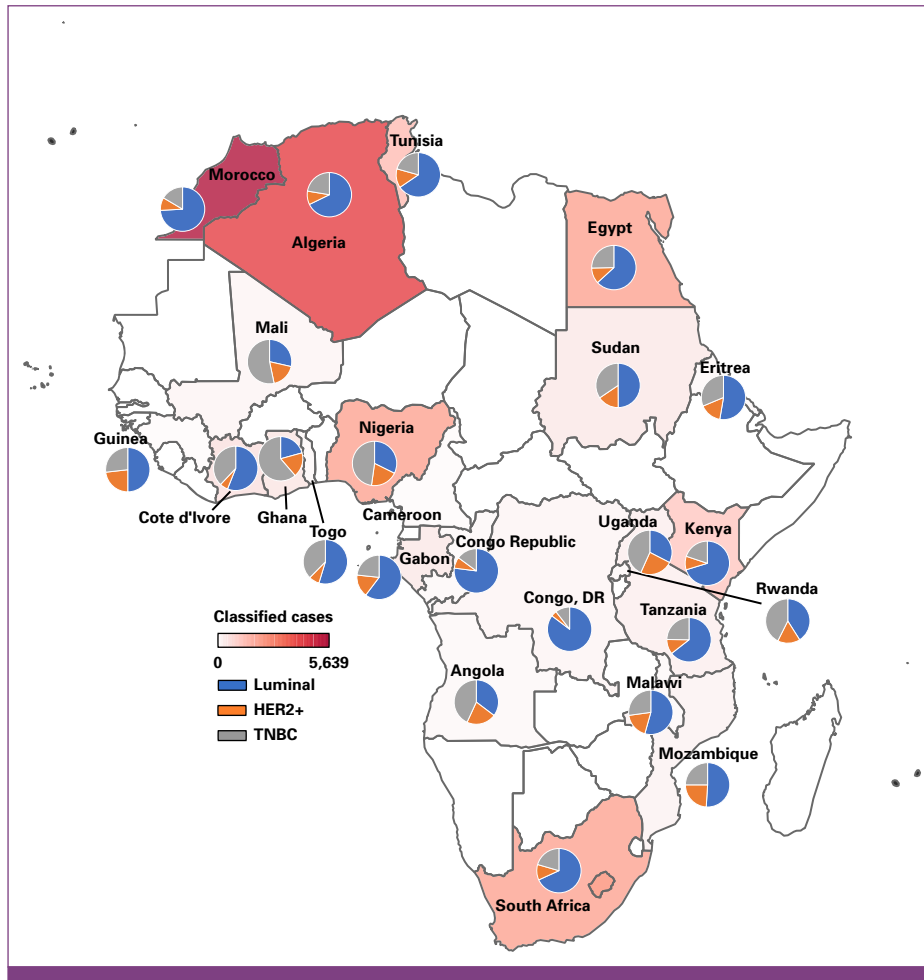 Tunisia
Morocco
Algeria
Egypt
Mali
Sudan
Eritrea
Nigeria
Guinea
Cote d'Ivore
Ghana
Togo
Cameroon
Gabon
Congo Republic
Uganda
Kenya
Rwanda
Congo, DR
Tanzania
Angola
Malawi
Mozambique
South Africa
Classified cases
0 5,639
Luminal
HER2+
TNBC